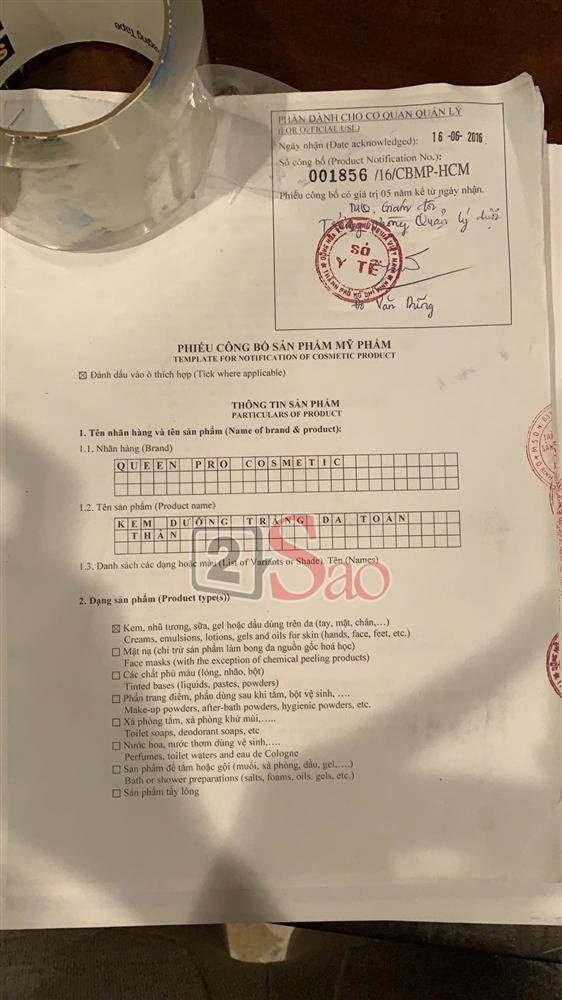 aging Tape
PHẦN DÀNH CHO CƠ QUAN QUẢN LÝ
(FOR OFFICIAL USE)
Ngày nhận (Date acknowledged): 16 -06- 2016
Số công bố (Product Notification No.):
001856 /16/CBMP-HCM
Phiếu công bố có giá trị 05 năm kể từ ngày nhận.
TUQ. Giám đốc
phòng Quản lý dược
SỞ
Y TẾ
Văn Dũng
PHIẾU CÔNG BỐ SẢN PHẨM MỸ PHẨM
TEMPLATE FOR NOTIFICATION OF COSMETIC PRODUCT
☒ Đánh dấu vào ô thích hợp (Tick where applicable)
THÔNG TIN SẢN PHẨM
PARTICULARS OF PRODUCT
1. Tên nhãn hàng và tên sản phẩm (Name of brand & product):
1.1. Nhãn hàng (Brand)
QUEEN PRO COSMETIC
1.2. Tên sản phẩm (Product name)
KEM DƯỠNG TRẮNG DA TOÀN
THÂN
2Sao
1.3. Danh sách các dạng hoặc màu (List of Variants or Shade). Tên (Names)
2. Dạng sản phẩm (Product type(s))
☒ Kem, nhũ tương, sữa, gel hoặc dầu dùng trên da (tay, mặt, chân,…)
Creams, emulsions, lotions, gels and oils for skin (hands, face, feet, etc.)
☐ Mặt nạ (chỉ trừ sản phẩm làm bong da nguồn gốc hoá học)
Face masks (with the exception of chemical peeling products)
☐ Các chất phủ màu (lỏng, nhão, bột)
Tinted bases (liquids, pastes, powders)
☐ Phấn trang điểm, phấn dùng sau khi tắm, bột vệ sinh, ….
Make-up powders, after-bath powders, hygienic powders, etc.
☐ Xà phòng tắm, xà phòng khử mùi,…..
Toilet soaps, deodorant soaps, etc
☐ Nước hoa, nước thơm dùng vệ sinh,….
Perfumes, toilet waters and eau de Cologne
☐ Sản phẩm để tắm hoặc gội (muối, xà phòng, dầu, gel,….)
Bath or shower preparations (salts, foams, oils. gels, etc.)
☐ Sản phẩm tẩy lông